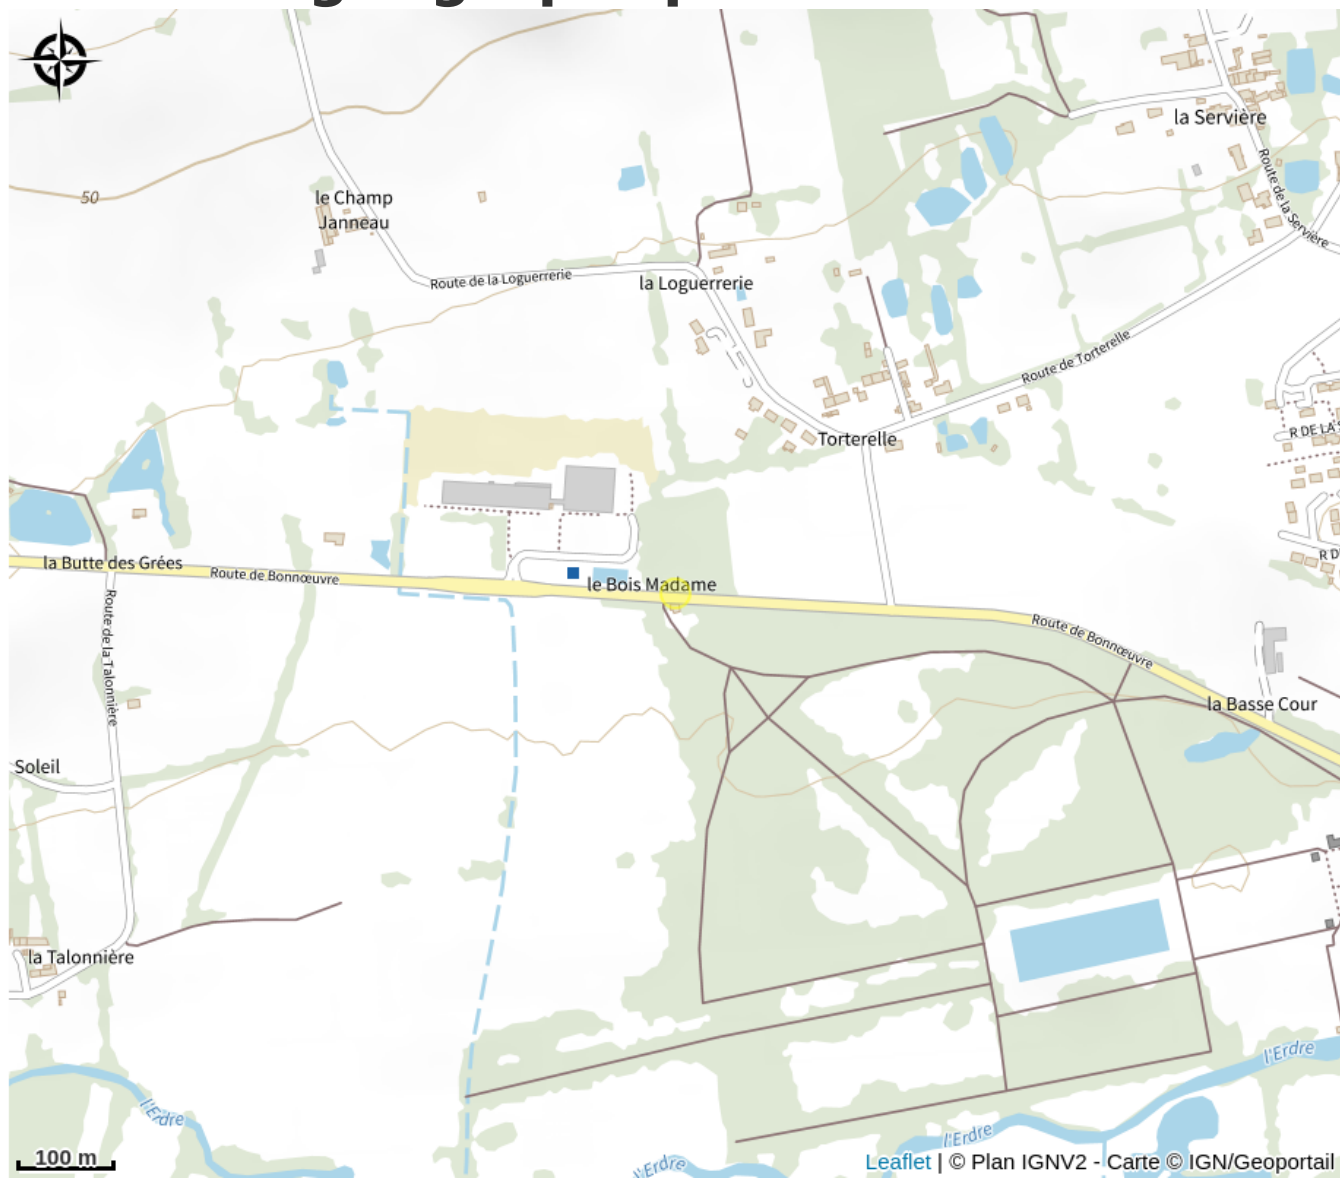 la Servière
Route de la Servière
50
le Champ
Janneau
Route de la Loguerrerie
la Loguerrerie
Route de Torterelle
Torterelle
R DE LA
la Butte des Grées
Route de Bonnœuvre
le Bois Madame
R D
Route de la Talonnière
Route de Bonnœuvre
la Basse Cour
Soleil
la Talonnière
l'Erdre
l'Erdre
l'Erdre
l'Erdre
100 m
Leaflet | © Plan IGNV2 - Carte © IGN/Geoportail